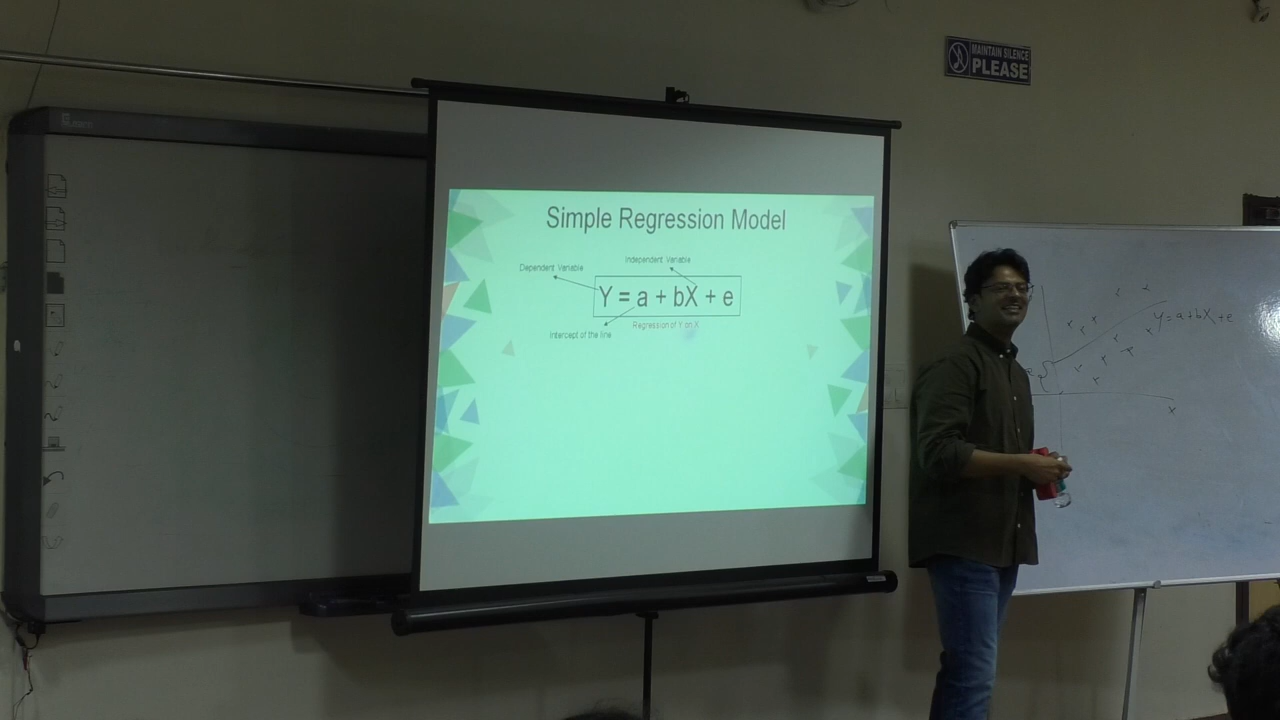 MAINTAIN SILENCE
PLEASE
Simple Regression Model
Independent Variable
Dependent Variable
Y = a + bX + e
Regression of Y on X
Intercept of the line
Y=a+bX+e
x